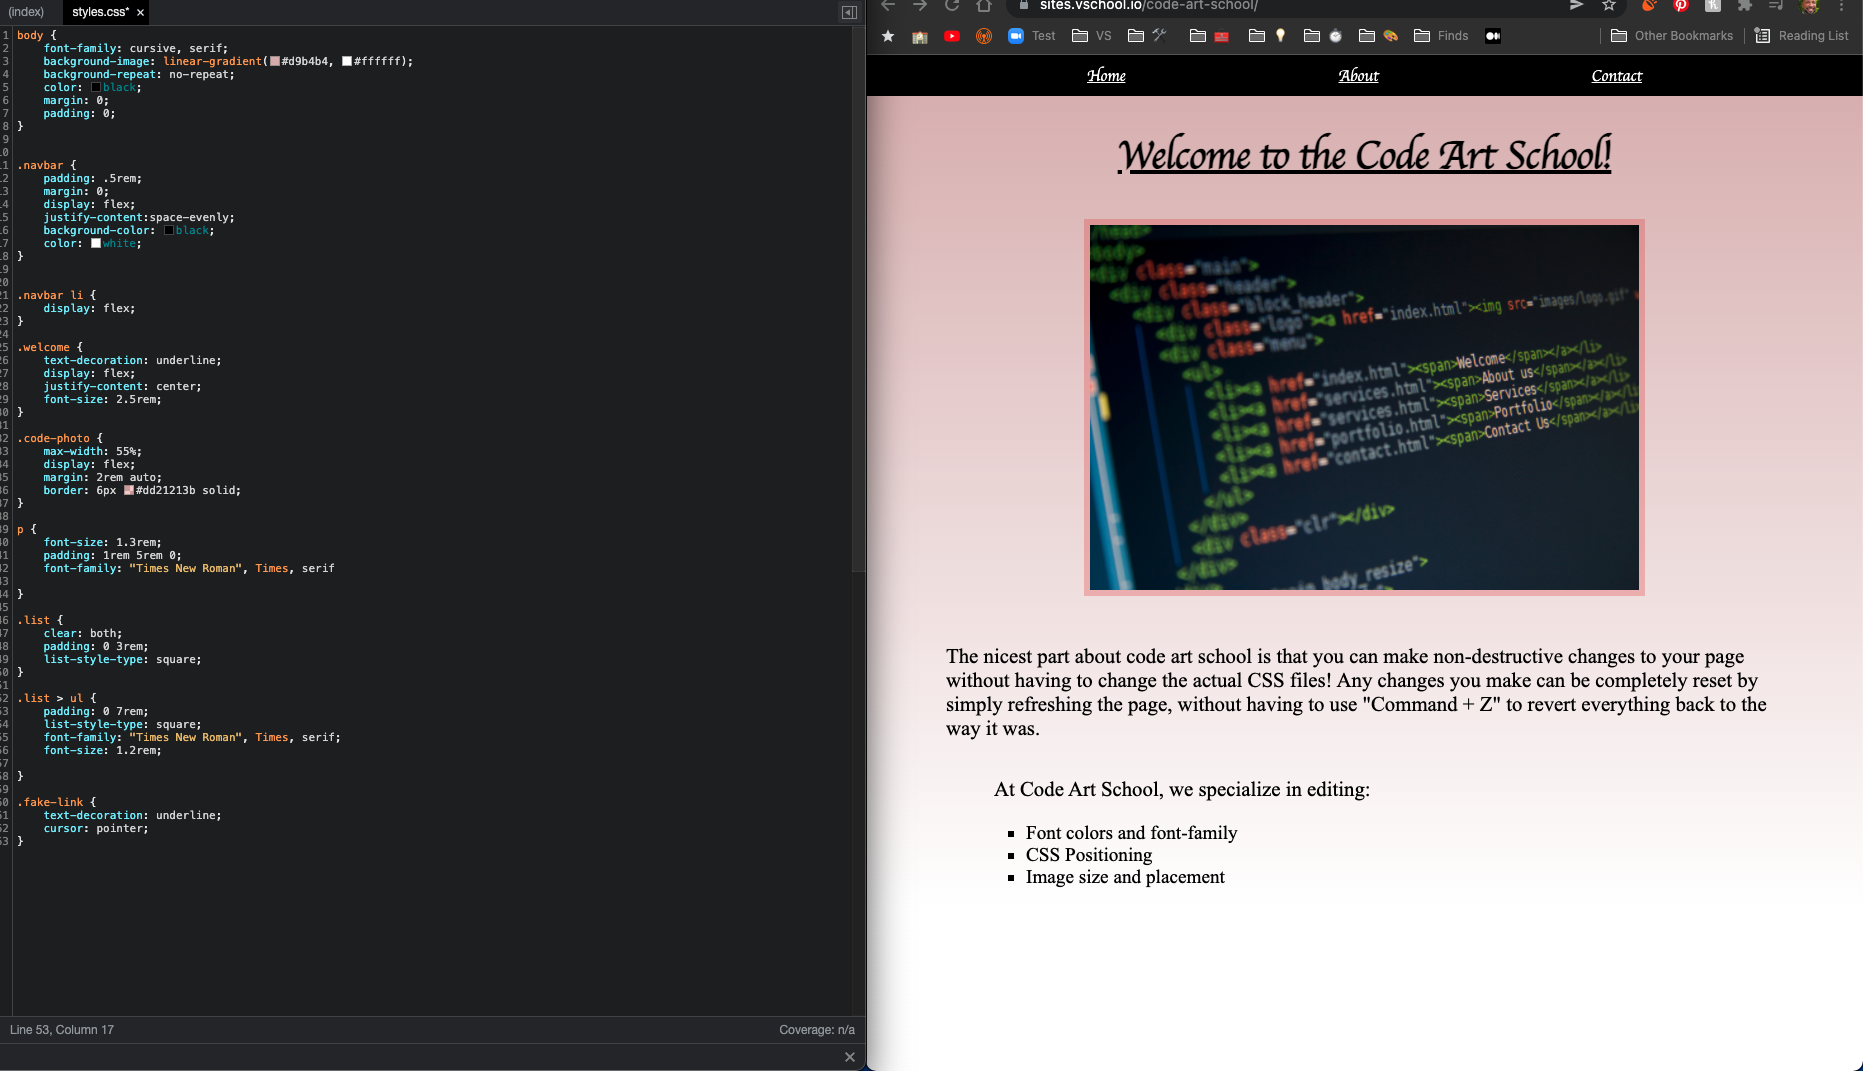 (index)
styles.css* ×
1 body {
2 font-family: cursive, serif;
3 background-image: linear-gradient(#d9b4b4, #ffffff);
4 background-repeat: no-repeat;
5 color: black;
6 margin: 0;
7 padding: 0;
8 }
9
0
1 .navbar {
2 padding: .5rem;
3 margin: 0;
4 display: flex;
5 justify-content:space-evenly;
6 background-color: black;
7 color: white;
8 }
9
0
21 .navbar li {
22 display: flex;
23 }
24
25 .welcome {
26 text-decoration: underline;
27 display: flex;
28 justify-content: center;
29 font-size: 2.5rem;
30 }
31
32 .code-photo {
33 max-width: 55%;
34 display: flex;
35 margin: 2rem auto;
36 border: 6px #dd21213b solid;
37 }
38
39 p {
40 font-size: 1.3rem;
41 padding: 1rem 5rem 0;
42 font-family: "Times New Roman", Times, serif
43
44 }
45
46 .list {
47 clear: both;
48 padding: 0 3rem;
49 list-style-type: square;
50 }
51
52 .list > ul {
53 padding: 0 7rem;
54 list-style-type: square;
55 font-family: "Times New Roman", Times, serif;
56 font-size: 1.2rem;
57
58 }
59
60 .fake-link {
61 text-decoration: underline;
62 cursor: pointer;
63 }
Line 53, Column 17
Coverage: n/a
sites.vschool.io/code-art-school/
Test
VS
Finds
Other Bookmarks
Reading List
Home
About
Contact
Welcome to the Code Art School!
</head>
<body>
<div class="main">
<div class="header">
<div class="block_header">
<div class="logo"><a href="index.html"><img src="images/logo.gif"
<div class="menu">
<ul>
<li><a href="index.html"><span>Welcome</span></a></li>
<li><a href="services.html"><span>About us</span></a></li>
<li><a href="services.html"><span>Services</span></a></li>
<li><a href="portfolio.html"><span>Portfolio</span></a></li>
<li><a href="contact.html"><span>Contact Us</span></a></li>
</ul>
</div>
<div class="clr"></div>
</div>
body_resize">
The nicest part about code art school is that you can make non-destructive changes to your page
without having to change the actual CSS files! Any changes you make can be completely reset by
simply refreshing the page, without having to use "Command + Z" to revert everything back to the
way it was.
At Code Art School, we specialize in editing:
Font colors and font-family
CSS Positioning
Image size and placement